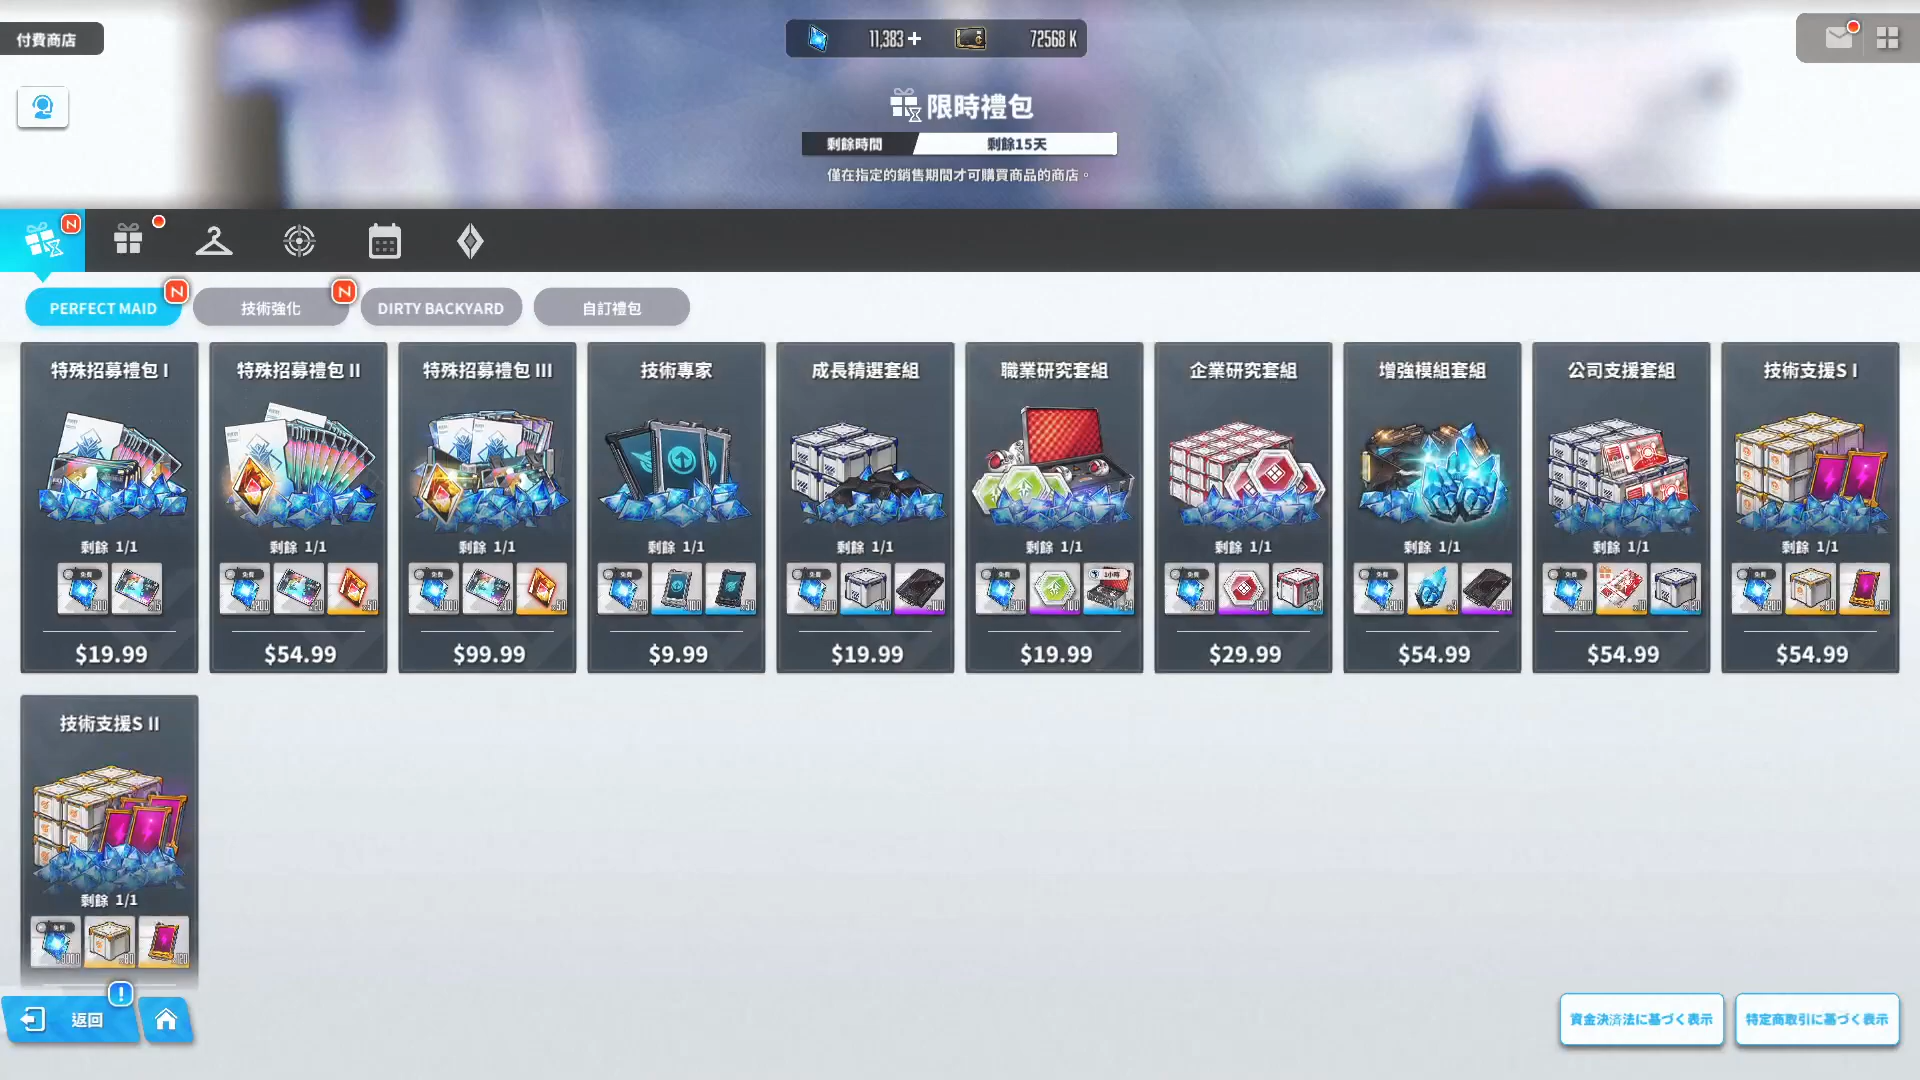 付費商店
11,383
72568 K
限時禮包
剩餘時間
剩餘15天
僅在指定的銷售期間才可購買商品的商店。
N
PERFECT MAID
N
技術強化
N
DIRTY BACKYARD
自訂禮包
特殊招募禮包 I
剩餘 1/1
$19.99
特殊招募禮包 II
剩餘 1/1
$54.99
特殊招募禮包 III
剩餘 1/1
$99.99
技術專家
剩餘 1/1
$9.99
成長精選套組
剩餘 1/1
$19.99
職業研究套組
剩餘 1/1
$19.99
企業研究套組
剩餘 1/1
$29.99
增強模組套組
剩餘 1/1
$54.99
公司支援套組
剩餘 1/1
$54.99
技術支援S I
剩餘 1/1
$54.99
技術支援S II
剩餘 1/1
返回
資金決済法に基づく表示
特定商取引に基づく表示